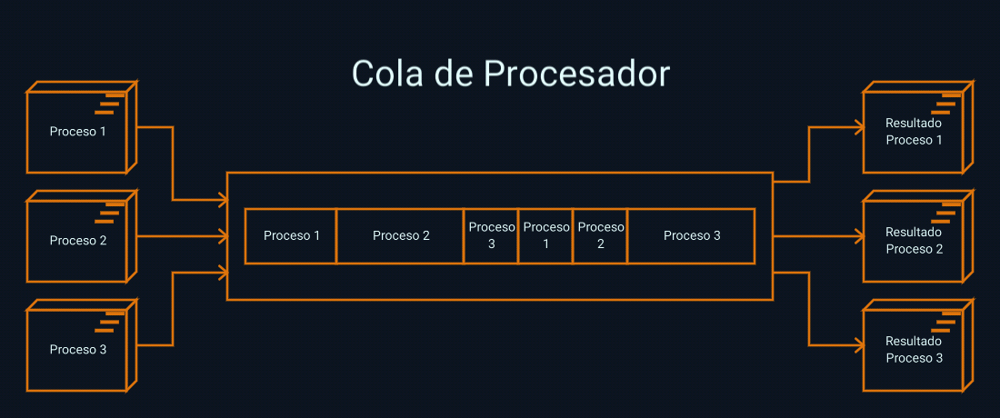 Cola de Procesador
Proceso 1
Proceso 2
Proceso 3
Proceso 1
Proceso 2
Proceso
3
Proceso
1
Proceso
2
Proceso 3
Resultado
Proceso 1
Resultado
Proceso 2
Resultado
Proceso 3